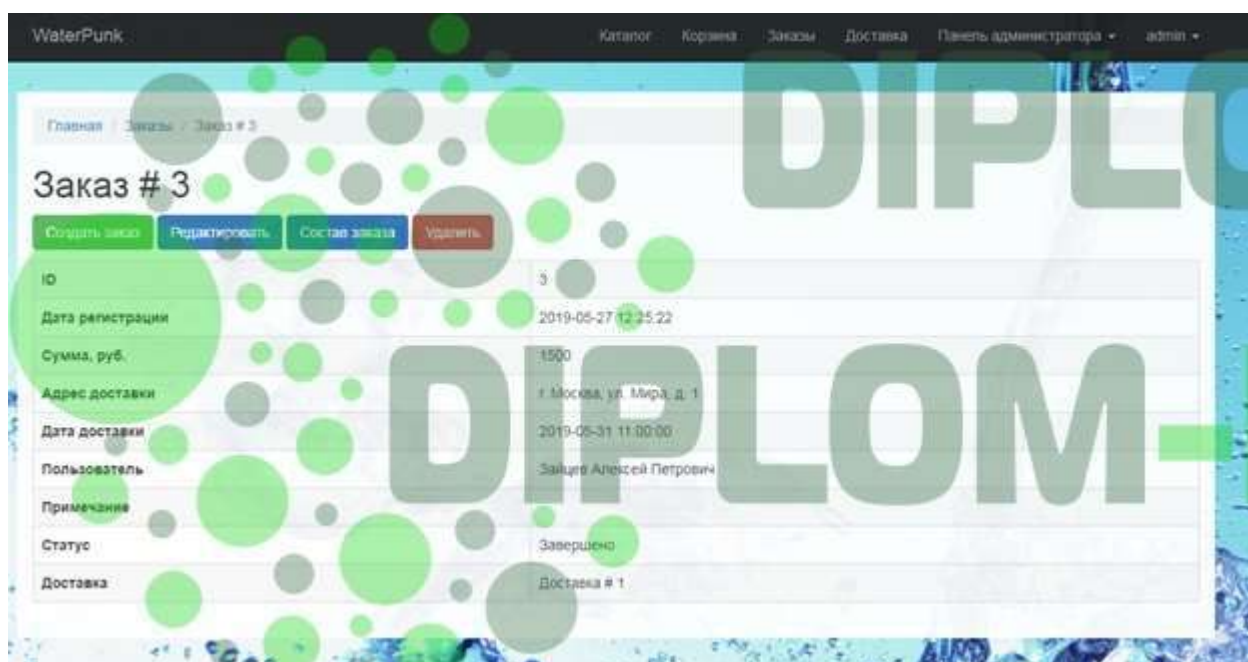 WaterPunk Каталог Корзина Заказы Доставка Панель администратора admin
Главная / Заказы / Заказ # 3
Заказ # 3
Создать заказ Редактировать Состав заказа Удалить
ID 3
Дата регистрации 2019-05-27 12:25:22
Сумма, руб. 1500
Адрес доставки г. Москва, ул. Мира, д. 1
Дата доставки 2019-05-31 11:00:00
Пользователь Зайцев Алексей Петрович
Примечание
Статус Завершено
Доставка Доставка # 1
DIPLO
DIPLOM-